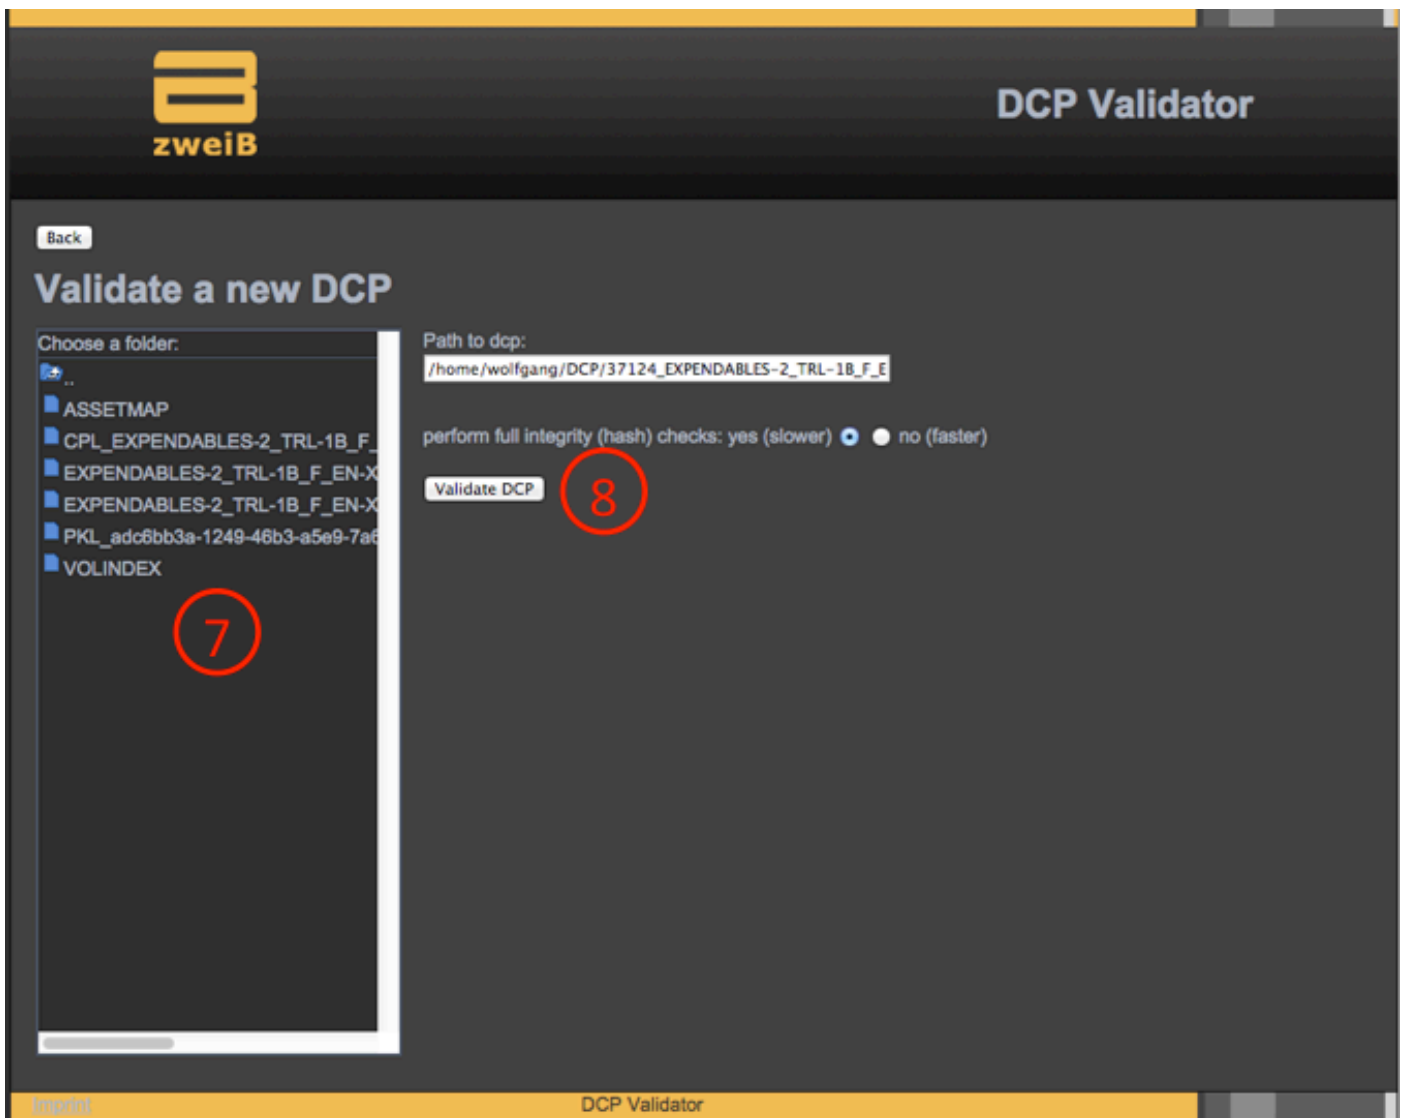 zweiB
DCP Validator
Back
Validate a new DCP
Choose a folder:
..
ASSETMAP
CPL_EXPENDABLES-2_TRL-1B_F_
EXPENDABLES-2_TRL-1B_F_EN-X
EXPENDABLES-2_TRL-1B_F_EN-X
PKL_adc6bb3a-1249-46b3-a5e9-7a6
VOLINDEX
7
Path to dcp:
/home/wolfgang/DCP/37124_EXPENDABLES-2_TRL-1B_F_E
perform full integrity (hash) checks: yes (slower) no (faster)
Validate DCP
8
imprint
DCP Validator